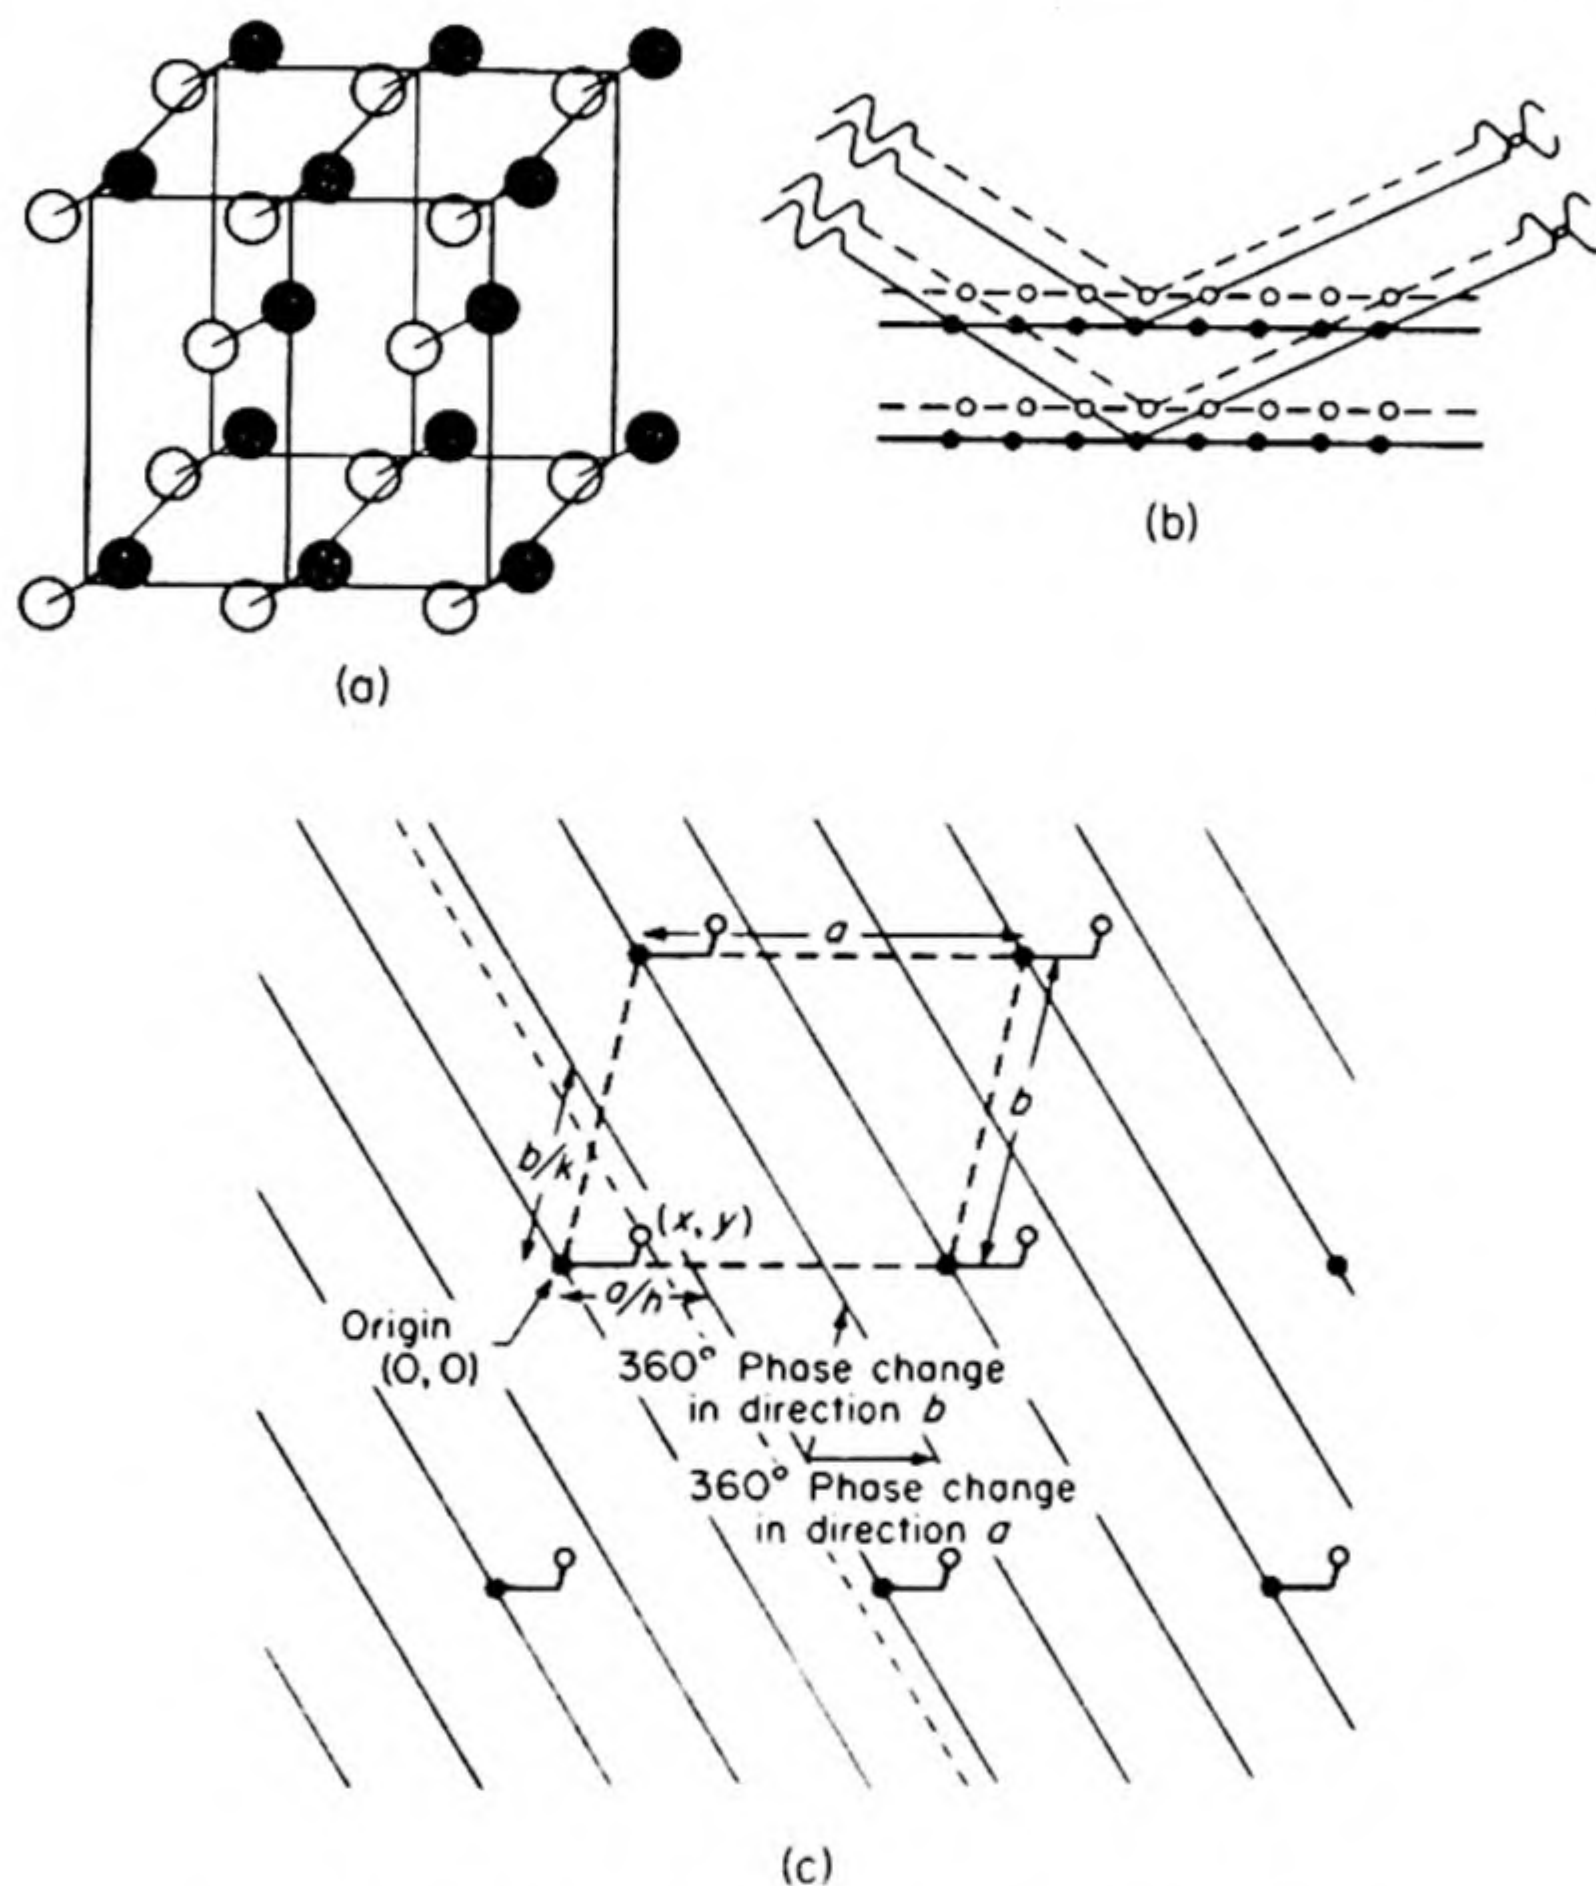 (a)
(b)
a
b
b/k
(x, y)
a/h
Origin
(0, 0)
360° Phase change
in direction b
360° Phase change
in direction a
(c)